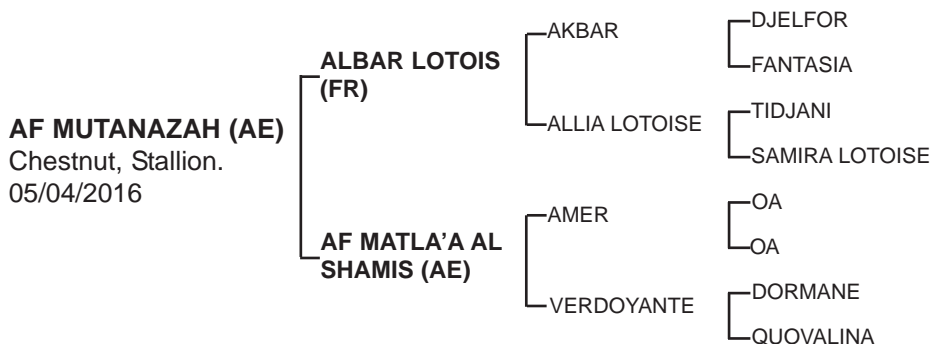 AF MUTANAZAH (AE)
Chestnut, Stallion.
05/04/2016
ALBAR LOTOIS
(FR)
AF MATLA’A AL
SHAMIS (AE)
AKBAR
ALLIA LOTOISE
AMER
VERDOYANTE
DJELFOR
FANTASIA
TIDJANI
SAMIRA LOTOISE
OA
OA
DORMANE
QUOVALINA